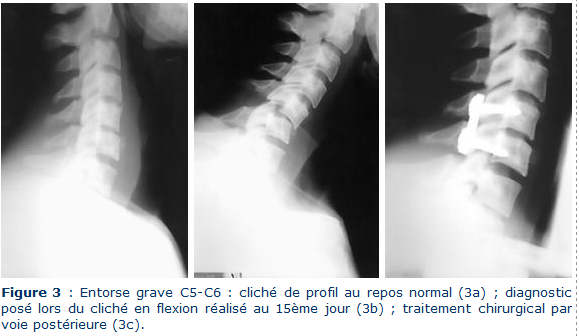 Figure 3 : Entorse grave C5-C6 : cliché de profil au repos normal (3a) ; diagnostic
posé lors du cliché en flexion réalisé au 15ème jour (3b) ; traitement chirurgical par
voie postérieure (3c).